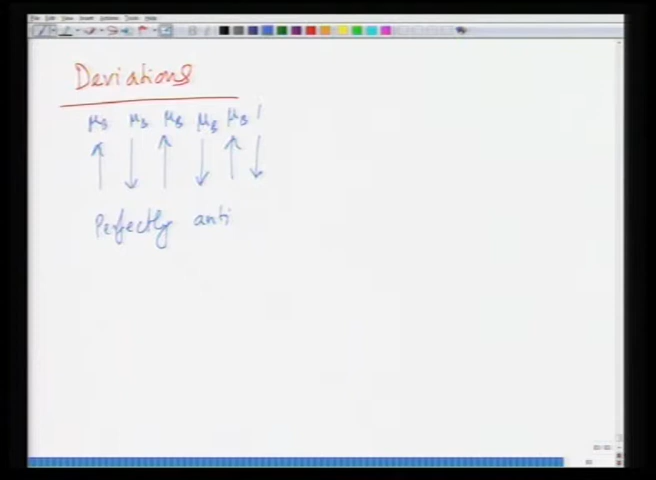 Deviations
μB μB μB μB μB
Perfectly anti